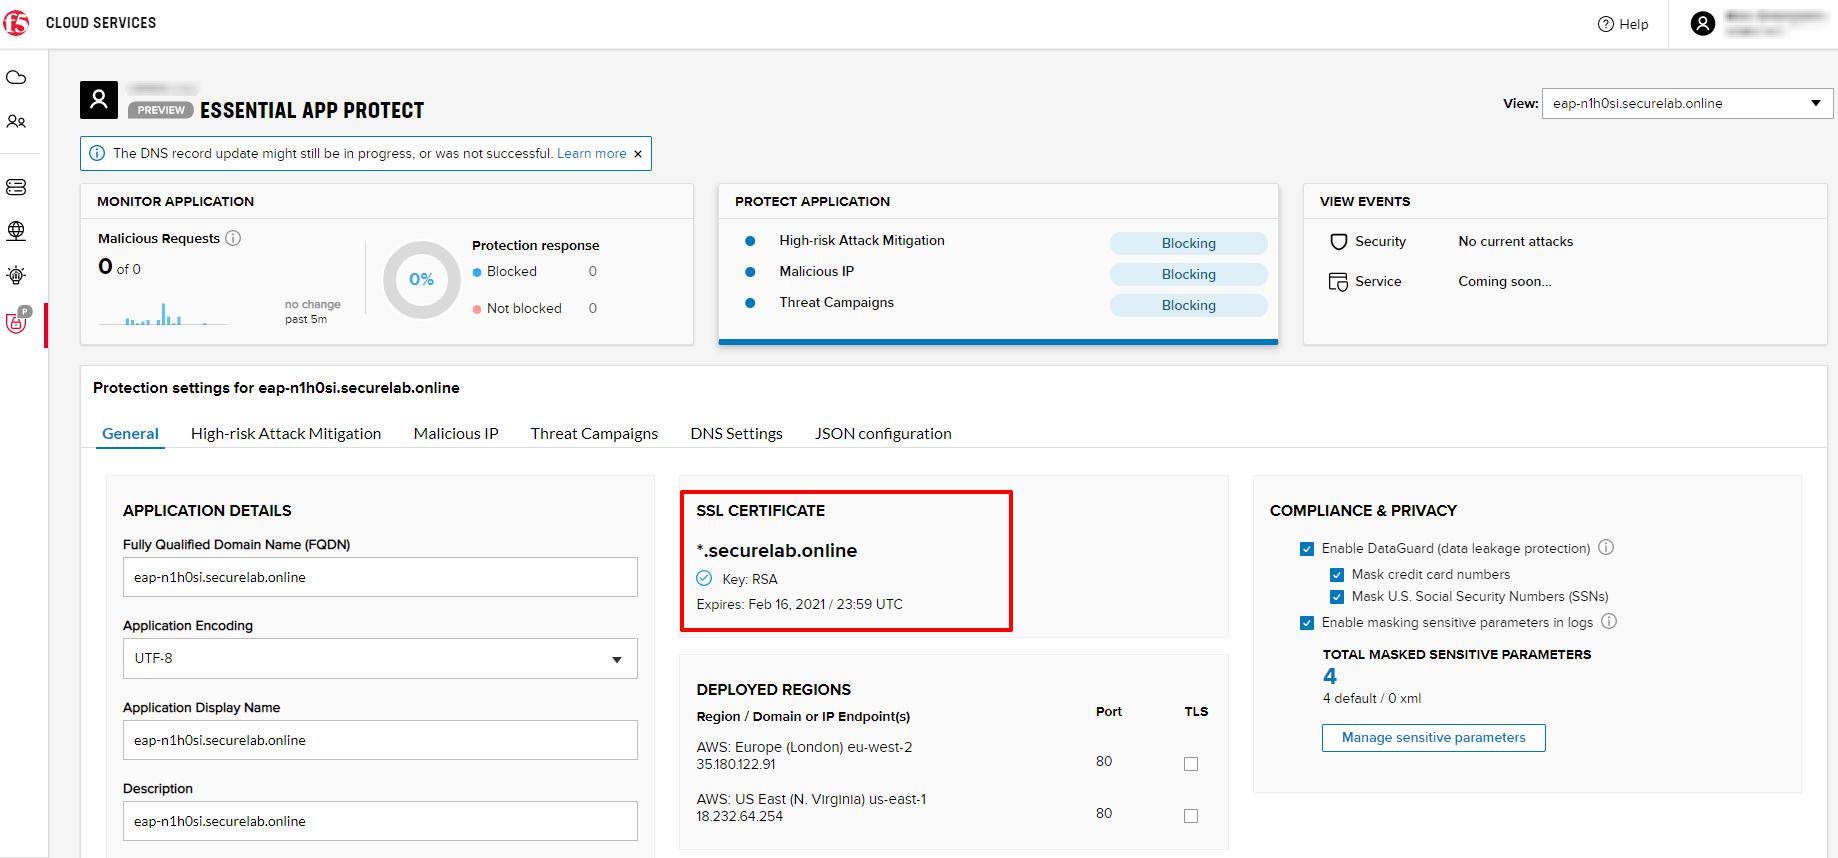 f5 CLOUD SERVICES
Help
PREVIEW ESSENTIAL APP PROTECT
View: eap-n1h0si.securelab.online
The DNS record update might still be in progress, or was not successful. Learn more ×
P
MONITOR APPLICATION
Malicious Requests
0 of 0
no change
past 5m
0%
Protection response
Blocked 0
Not blocked 0
PROTECT APPLICATION
High-risk Attack Mitigation Blocking
Malicious IP Blocking
Threat Campaigns Blocking
VIEW EVENTS
Security No current attacks
Service Coming soon...
Protection settings for eap-n1h0si.securelab.online
General High-risk Attack Mitigation Malicious IP Threat Campaigns DNS Settings JSON configuration
APPLICATION DETAILS
Fully Qualified Domain Name (FQDN)
eap-n1h0si.securelab.online
Application Encoding
UTF-8
Application Display Name
eap-n1h0si.securelab.online
Description
eap-n1h0si.securelab.online
SSL CERTIFICATE
*.securelab.online
Key: RSA
Expires: Feb 16, 2021 / 23:59 UTC
DEPLOYED REGIONS
Region / Domain or IP Endpoint(s) Port TLS
AWS: Europe (London) eu-west-2
35.180.122.91 80
AWS: US East (N. Virginia) us-east-1
18.232.64.254 80
COMPLIANCE & PRIVACY
Enable DataGuard (data leakage protection)
Mask credit card numbers
Mask U.S. Social Security Numbers (SSNs)
Enable masking sensitive parameters in logs
TOTAL MASKED SENSITIVE PARAMETERS
4
4 default / 0 xml
Manage sensitive parameters